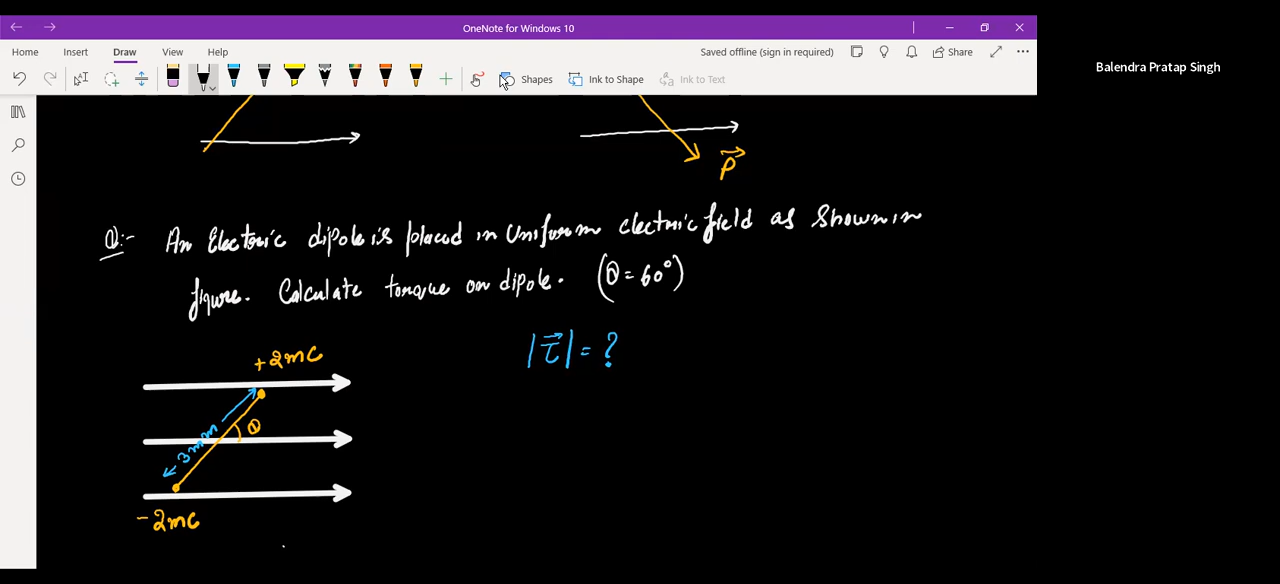 OneNote for Windows 10
Home Insert Draw View Help
Saved offline (sign in required) Share
Balendra Pratap Singh
Shapes Ink to Shape Ink to Text
P
Q:- An Electric dipole is placed in Uniform electric field as Shown in
figure. Calculate torque on dipole. (θ = 60°)
|τ| = ?
+2mC
θ
3mm
-2mC